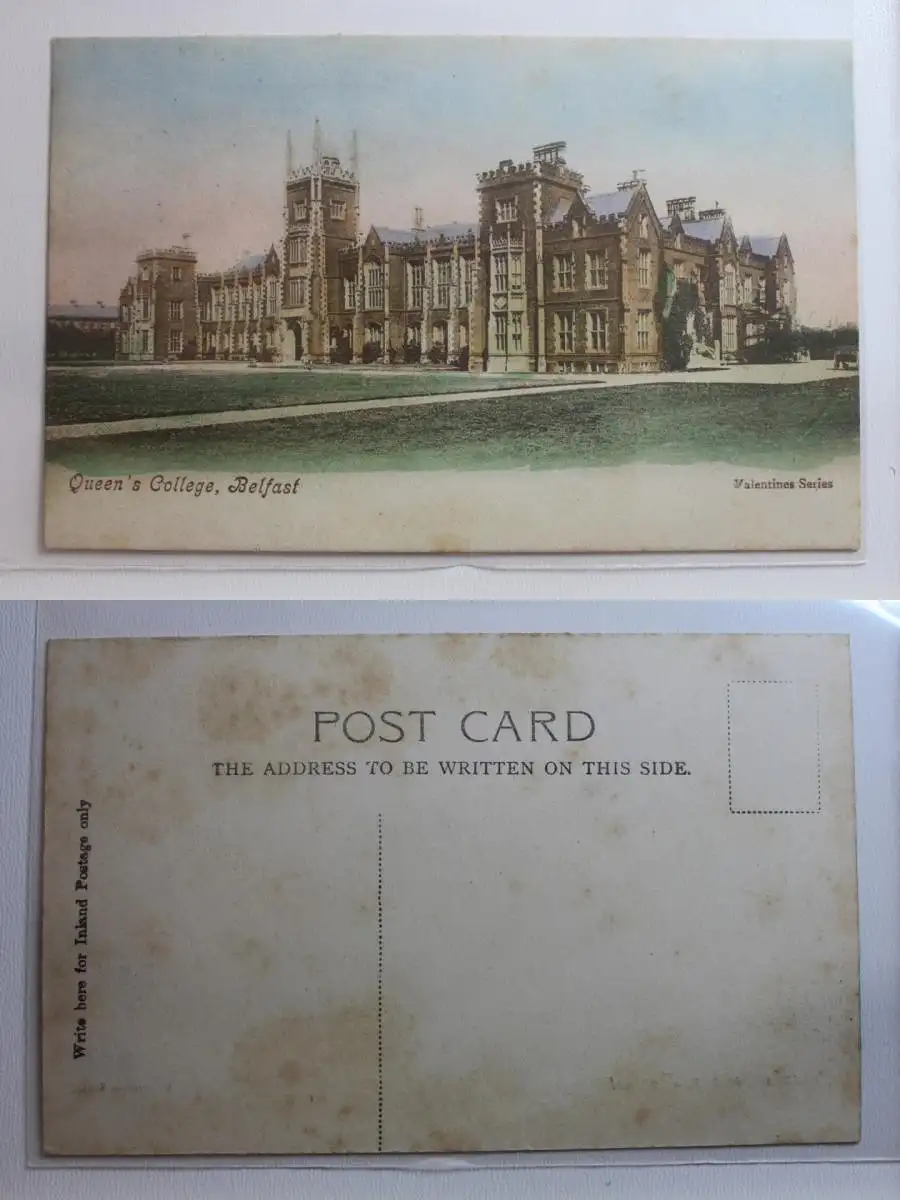 Queen's College, Belfast
Valentines Series
POST CARD
THE ADDRESS TO BE WRITTEN ON THIS SIDE.
Write here for Inland Postage only